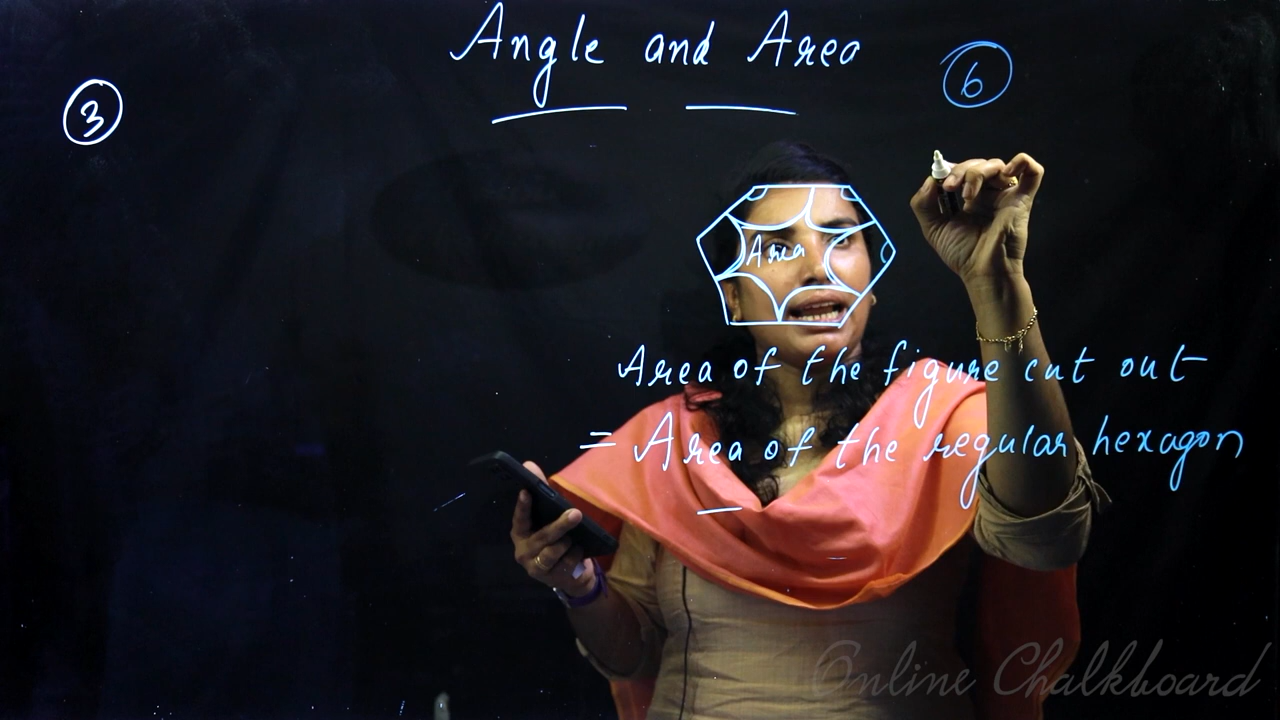 Angle and Area
3
6
Area
Area of the figure cut out
= Area of the regular hexagon
Online Chalkboard